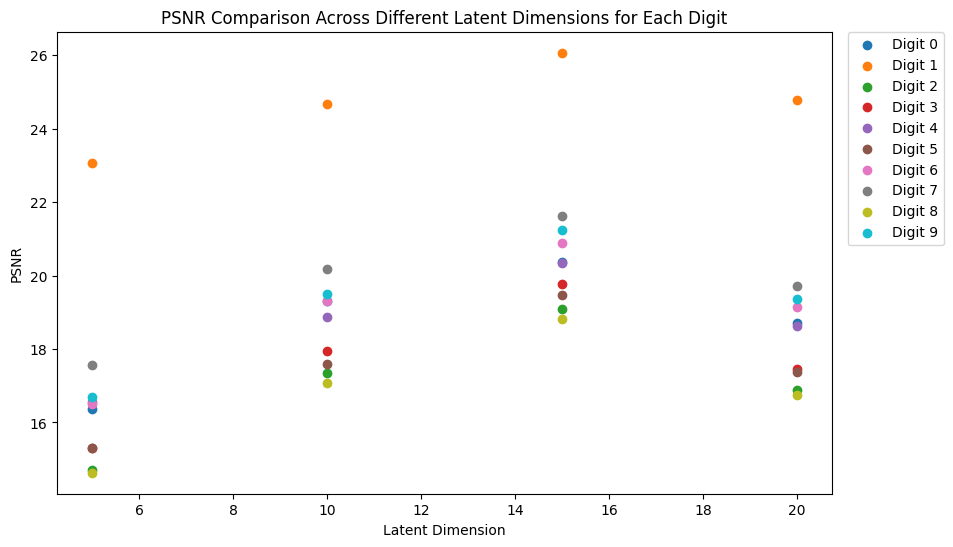 PSNR Comparison Across Different Latent Dimensions for Each Digit
26
24
22
20
18
16
PSNR
6
8
10
12
14
16
18
20
Latent Dimension
Digit 0
Digit 1
Digit 2
Digit 3
Digit 4
Digit 5
Digit 6
Digit 7
Digit 8
Digit 9